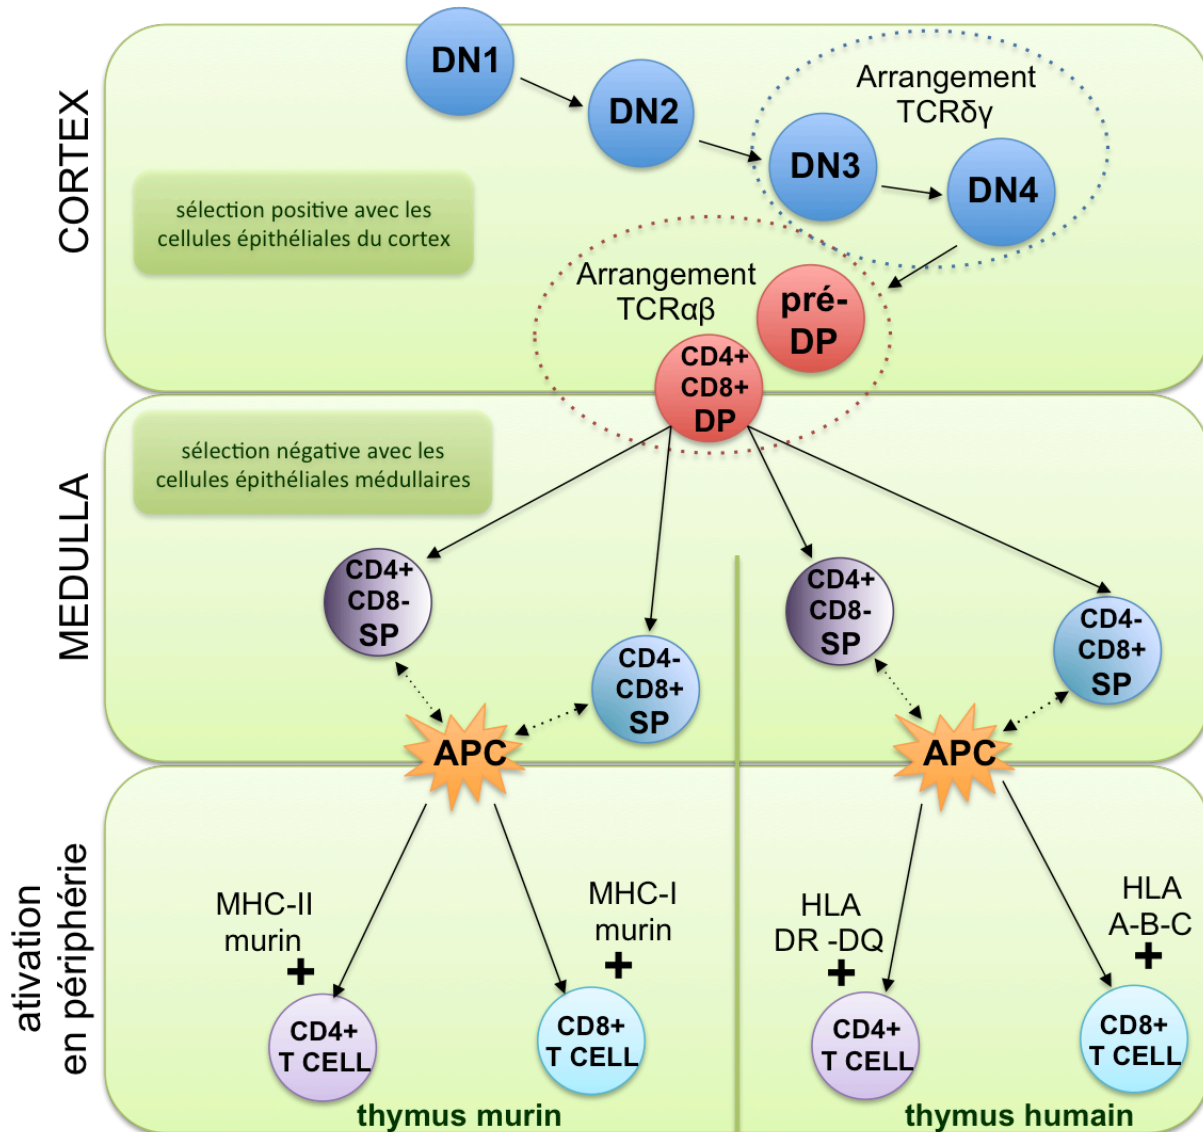 CORTEX
DN1
DN2
DN3
DN4
Arrangement
TCRδγ
sélection positive avec les
cellules épithéliales du cortex
Arrangement
TCRαβ
pré-
DP
CD4+
CD8+
DP
MEDULLA
sélection négative avec les
cellules épithéliales médullaires
CD4+
CD8-
SP
CD4-
CD8+
SP
CD4+
CD8-
SP
CD4-
CD8+
SP
APC
APC
ativation
en périphérie
MHC-II
murin
+
MHC-I
murin
+
HLA
DR -DQ
+
HLA
A-B-C
+
CD4+
T CELL
CD8+
T CELL
CD4+
T CELL
CD8+
T CELL
thymus murin
thymus humain